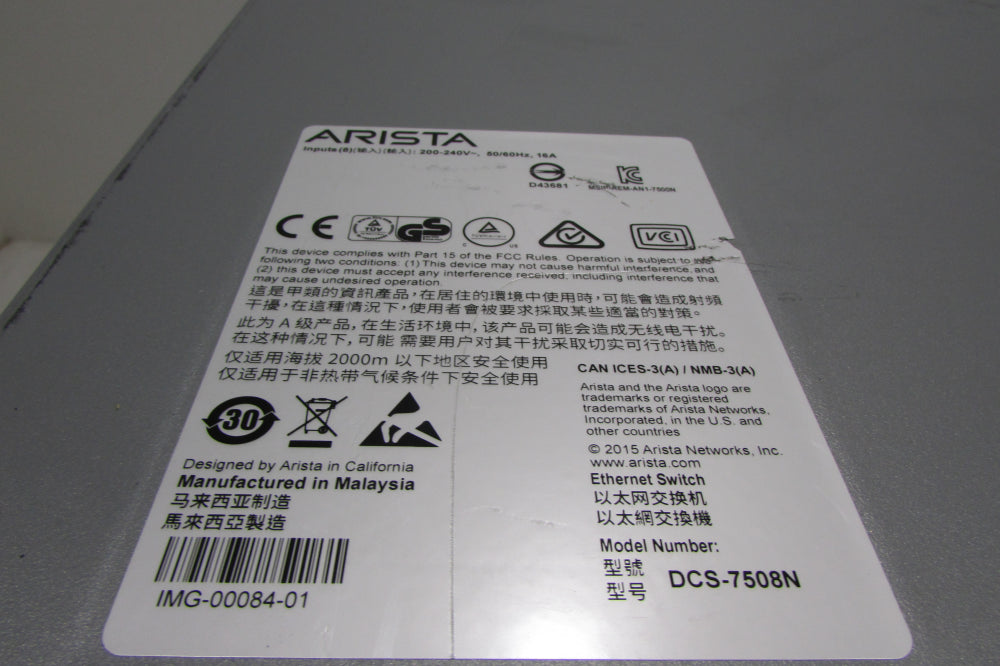 ARISTA
Inputs(6)(输入)(輸入): 200-240V~, 50/60Hz, 16A
D43681
MSIP-REM-AN1-7500N
CE TÜV GS VCI
C US
This device complies with Part 15 of the FCC Rules. Operation is subject to
following two conditions: (1) This device may not cause harmful interference, and
(2) this device must accept any interference received, including interference that
may cause undesired operation.
這是甲類的資訊產品,在居住的環境中使用時,可能會造成射頻
干擾,在這種情況下,使用者會被要求採取某些適當的對策。
此为 A 级产品,在生活环境中,该产品可能会造成无线电干扰。
在这种情况下,可能 需要用户对其干扰采取切实可行的措施。
仅适用海拔 2000m 以下地区安全使用
仅适用于非热带气候条件下安全使用
30
Designed by Arista in California
Manufactured in Malaysia
马来西亚制造
馬來西亞製造
IMG-00084-01
CAN ICES-3(A) / NMB-3(A)
Arista and the Arista logo are
trademarks or registered
trademarks of Arista Networks,
Incorporated, in the U.S. and
other countries
© 2015 Arista Networks, Inc.
www.arista.com
Ethernet Switch
以太网交换机
以太網交換機
Model Number:
型號
型号 DCS-7508N